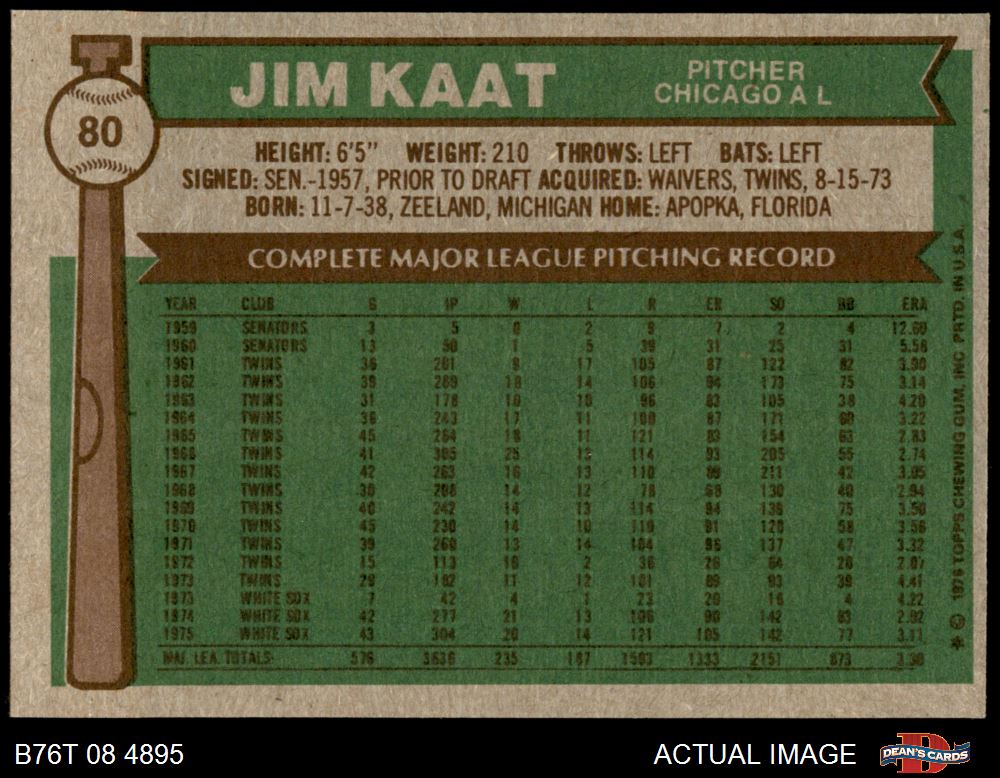 80
JIM KAAT
PITCHER
CHICAGO A L
HEIGHT: 6'5" WEIGHT: 210 THROWS: LEFT BATS: LEFT
SIGNED: SEN.-1957, PRIOR TO DRAFT ACQUIRED: WAIVERS, TWINS, 8-15-73
BORN: 11-7-38, ZEELAND, MICHIGAN HOME: APOPKA, FLORIDA
COMPLETE MAJOR LEAGUE PITCHING RECORD
YEAR CLUB G IP W L R ER SO BB ERA
1959 SENATORS 3 5 0 2 9 7 2 4 12.60
1960 SENATORS 13 50 1 5 39 31 25 31 5.58
1961 TWINS 36 201 9 17 105 87 122 82 3.90
1962 TWINS 39 269 18 14 106 94 173 75 3.14
1963 TWINS 31 178 10 10 96 83 105 38 4.20
1964 TWINS 36 243 17 11 100 87 171 60 3.22
1965 TWINS 45 264 18 11 121 83 154 63 2.83
1966 TWINS 41 305 25 13 114 93 205 55 2.74
1967 TWINS 42 263 16 13 110 89 211 42 3.05
1968 TWINS 30 208 14 12 78 68 130 40 2.94
1969 TWINS 40 242 14 13 114 94 139 75 3.50
1970 TWINS 45 230 14 10 110 91 120 58 3.56
1971 TWINS 39 260 13 14 104 96 137 47 3.32
1972 TWINS 15 113 10 2 36 26 64 20 2.07
1973 TWINS 29 182 11 12 101 89 93 39 4.41
1973 WHITE SOX 7 42 4 1 23 20 16 4 4.22
1974 WHITE SOX 42 277 21 13 106 90 142 63 2.92
1975 WHITE SOX 43 304 20 14 121 105 142 77 3.11
MAJ. LEA. TOTALS 576 3636 235 187 1583 1333 2151 873 3.30
* © 1976 TOPPS CHEWING GUM, INC. PRTD. IN U.S.A.
B76T 08 4895
ACTUAL IMAGE
DEAN'S CARDS